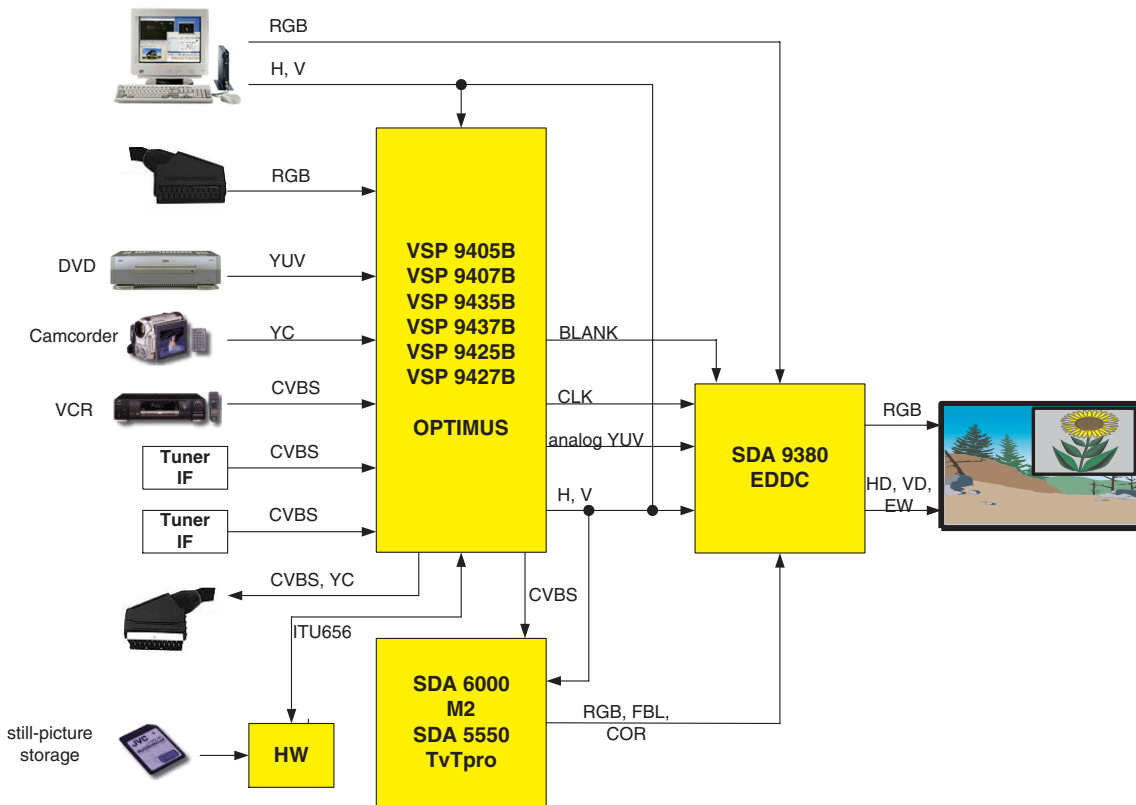 RGB
H, V
RGB
DVD
YUV
Camcorder
YC
VCR
CVBS
Tuner
IF
CVBS
Tuner
IF
CVBS
VSP 9405B
VSP 9407B
VSP 9435B
VSP 9437B
VSP 9425B
VSP 9427B
OPTIMUS
BLANK
CLK
analog YUV
H, V
SDA 9380
EDDC
RGB
HD, VD,
EW
CVBS, YC
ITU656
CVBS
SDA 6000
M2
SDA 5550
TvTpro
RGB, FBL,
COR
still-picture
storage
JVC
HW